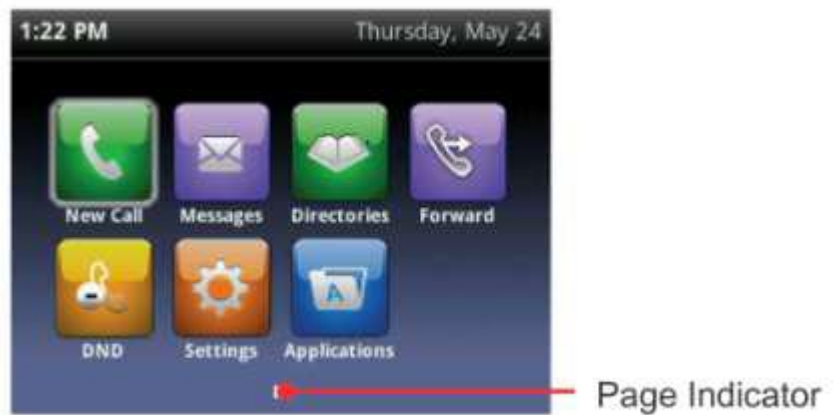 1:22 PM Thursday, May 24
New Call Messages Directories Forward
DND Settings Applications
Page Indicator